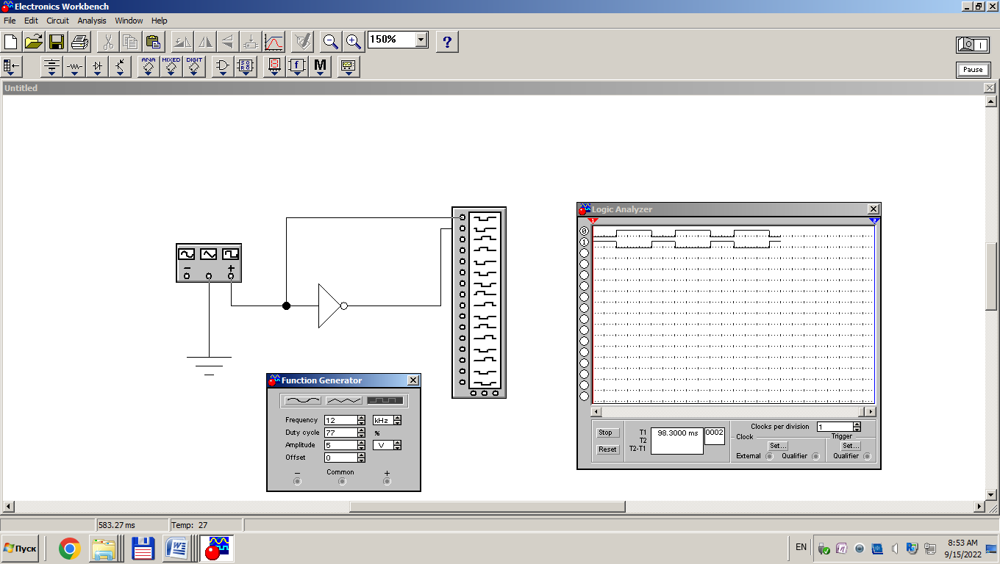 Electronics Workbench
File Edit Circuit Analysis Window Help
150% ?
I
ANA MIXED DIGIT
f M
Pause
Untitled
Logic Analyzer
1 2
0
1
− +
Function Generator
Frequency 12 kHz
Duty cycle 77 %
Amplitude 5 V
Offset 0
− Common +
Stop
Reset
T1 98.3000 ms 0002
T2
T2-T1
Clocks per division 1
Clock Trigger
Set... Set...
External Qualifier Qualifier
583.27 ms Temp: 27
Пуск
EN
8:53 AM
9/15/2022